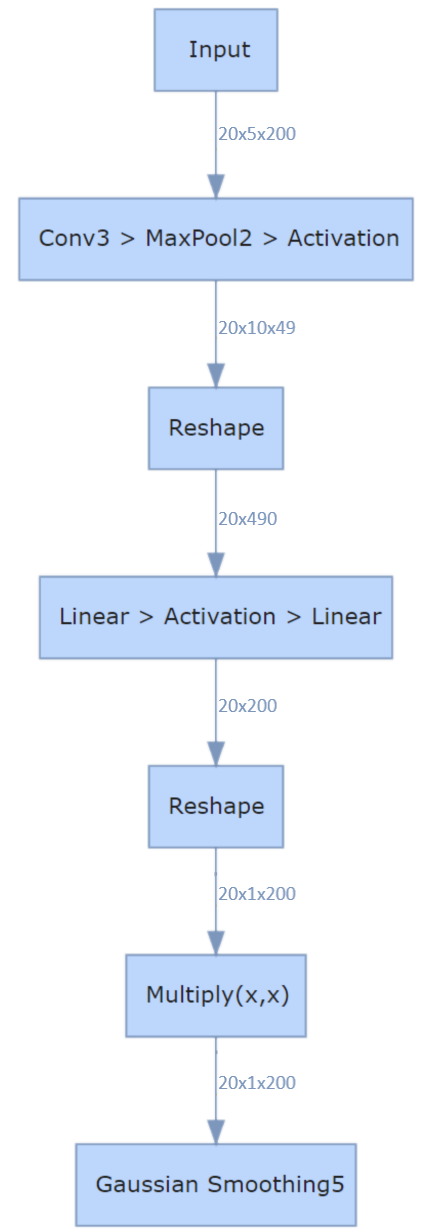 Input
20x5x200
Conv3 > MaxPool2 > Activation
20x10x49
Reshape
20x490
Linear > Activation > Linear
20x200
Reshape
20x1x200
Multiply(x,x)
20x1x200
Gaussian Smoothing5